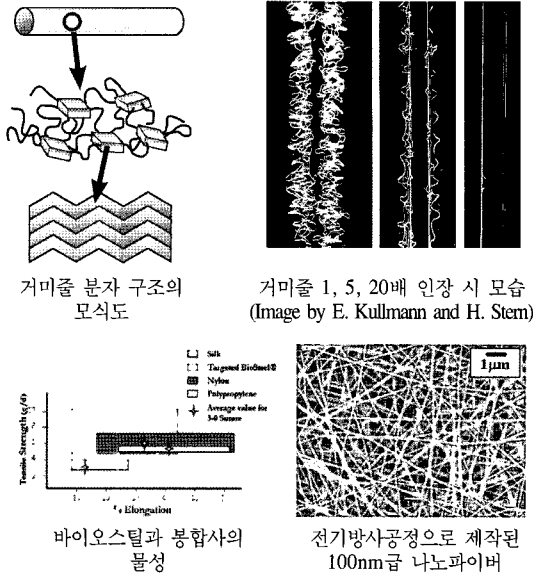 거미줄 분자 구조의
모식도
거미줄 1, 5, 20배 인장 시 모습
(Image by E. Kullmann and H. Stern)
Silk
Targeted BioSteel®
Nylon
Polypropylene
Average value for
3-0 Suture
Tensile Strength (g/d)
% Elongation
1μm
바이오스틸과 봉합사의
물성
전기방사공정으로 제작된
100nm급 나노파이버